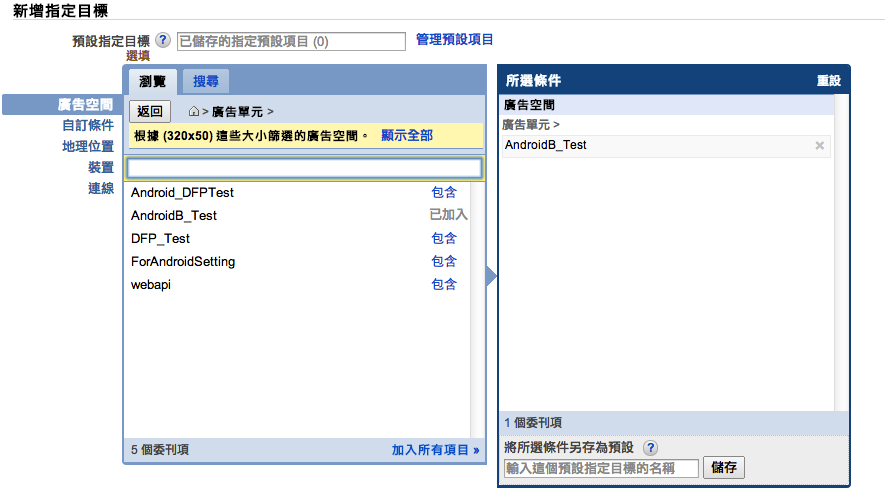 新增指定目標
預設指定目標 ? 已儲存的指定預設項目 (0) 管理預設項目
選填
瀏覽 搜尋
返回 > 廣告單元 >
根據 (320x50) 這些大小篩選的廣告空間。 顯示全部
廣告空間
自訂條件
地理位置
裝置
連線
Android_DFPTest 包含
AndroidB_Test 已加入
DFP_Test 包含
ForAndroidSetting 包含
webapi 包含
5 個委刊項 加入所有項目 »
所選條件 重設
廣告空間
廣告單元 >
AndroidB_Test ×
1 個委刊項
將所選條件另存為預設 ?
輸入這個預設指定目標的名稱 儲存